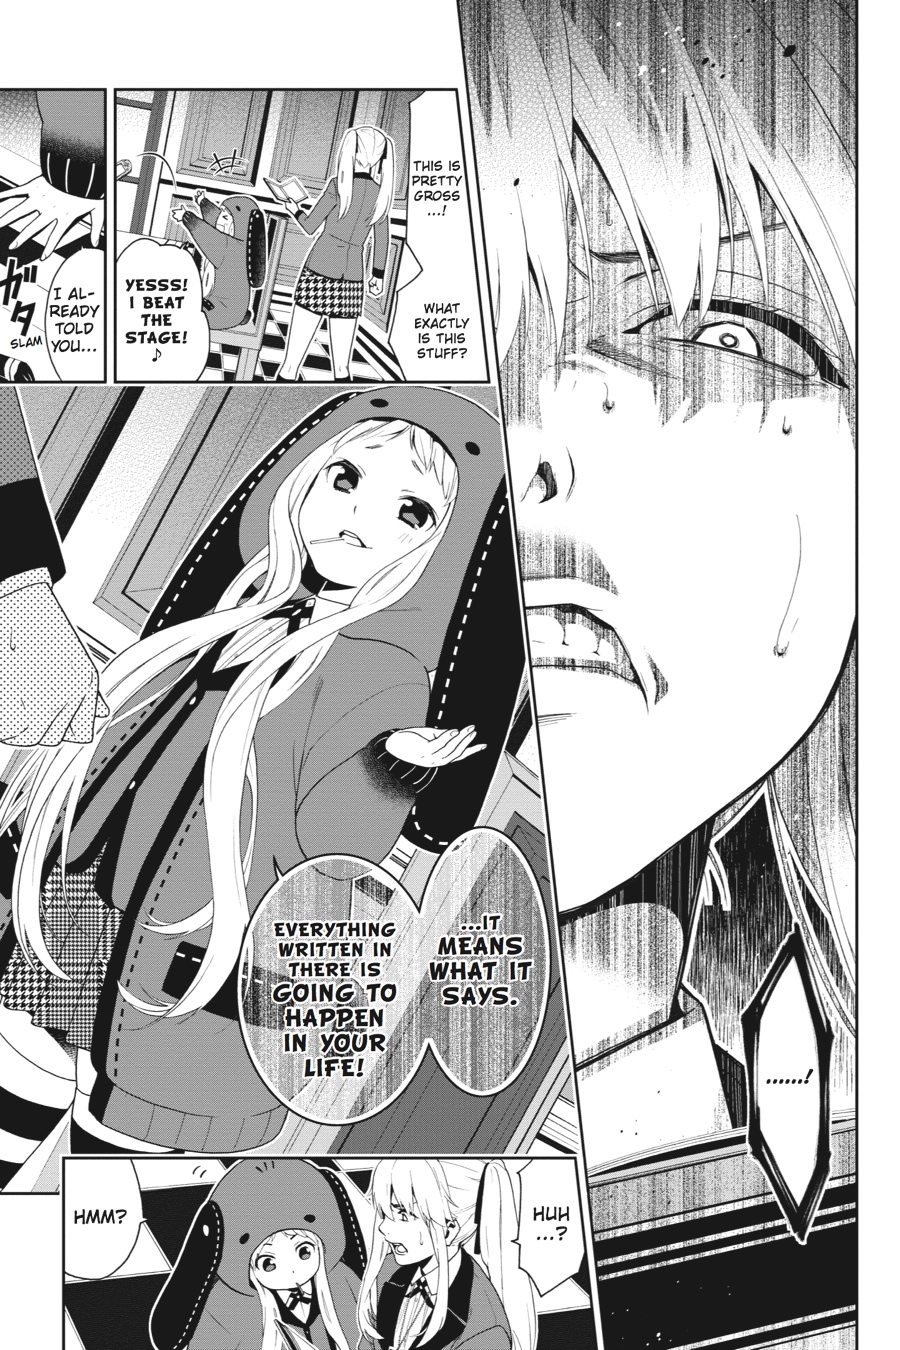 ......!
THIS IS
PRETTY
GROSS
...!
WHAT
EXACTLY
IS THIS
STUFF?
YESSS!
I BEAT
THE
STAGE!
♪
I AL-
READY
TOLD
YOU...
ガタ
SLAM
...IT
MEANS
WHAT IT
SAYS.
EVERYTHING
WRITTEN IN
THERE IS
GOING TO
HAPPEN
IN YOUR
LIFE!
HUH
...?
HMM?